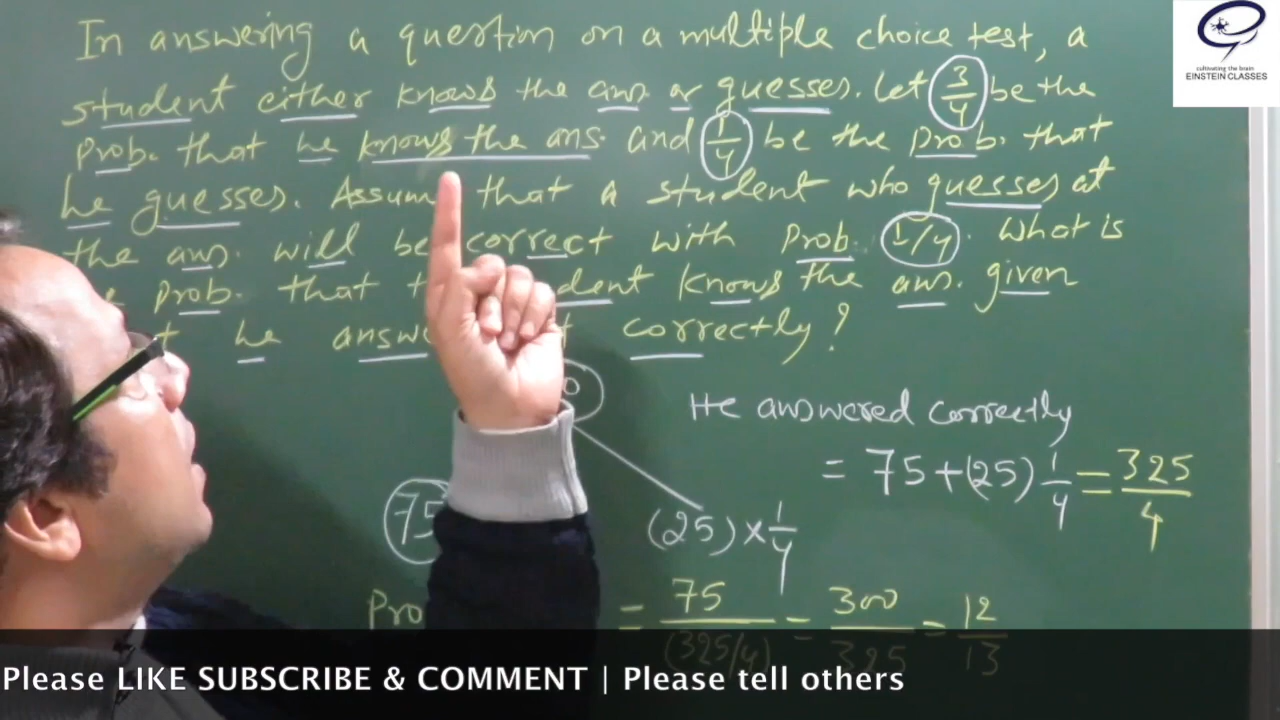 In answering a question on a multiple choice test, a
student either knows the ans. or guesses. Let 3/4 be the
prob. that he knows the ans. and 1/4 be the prob. that
he guesses. Assum that a student who guesses at
the ans. will be correct with prob. 1/4. What is
prob. that dent knows the ans. given
he answe correctly?
He answered correctly
= 75+(25) 1/4 = 325/4
75
(25) × 1/4
Pro = 75/(325/4) = 300/325 = 12/13
cultivating the brain
EINSTEIN CLASSES
Please LIKE SUBSCRIBE & COMMENT | Please tell others